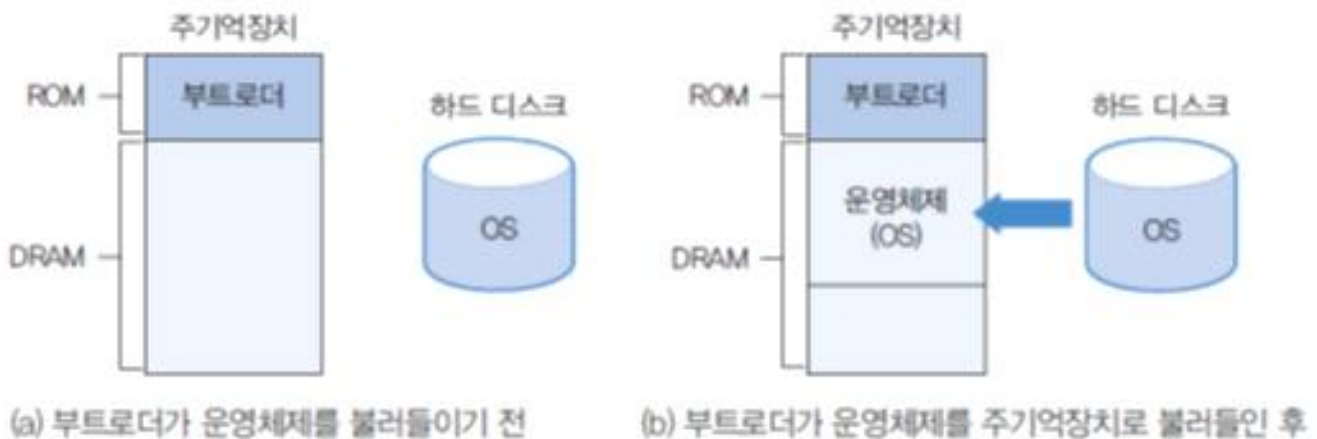 주기억장치
ROM
부트로더
하드 디스크
OS
DRAM
(a) 부트로더가 운영체제를 불러들이기 전
주기억장치
ROM
부트로더
하드 디스크
운영체제
(OS)
OS
DRAM
(b) 부트로더가 운영체제를 주기억장치로 불러들인 후